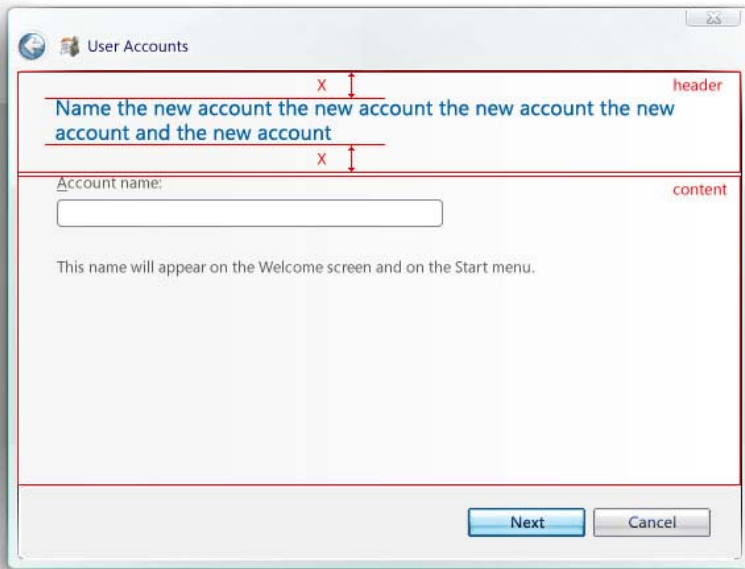 User Accounts
X
header
Name the new account the new account the new account the new
account and the new account
X
Account name:
content
This name will appear on the Welcome screen and on the Start menu.
Next
Cancel